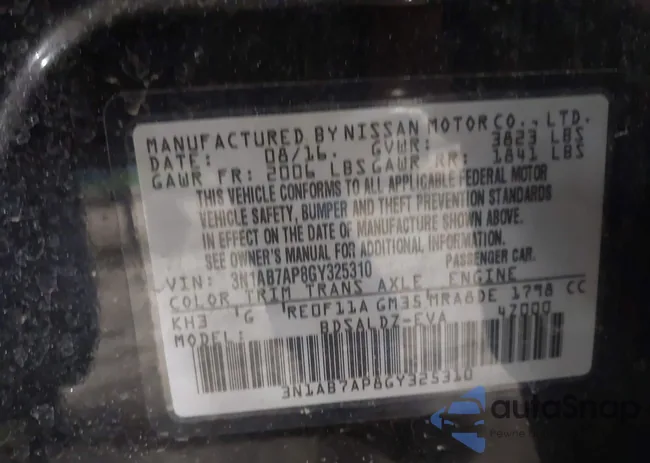 MANUFACTURED BY NISSAN MOTOR CO., LTD.
DATE: 08/16. GVWR: 3823 LBS
GAWR FR: 2006 LBS GAWR RR: 1841 LBS
THIS VEHICLE CONFORMS TO ALL APPLICABLE FEDERAL MOTOR
VEHICLE SAFETY, BUMPER AND THEFT PREVENTION STANDARDS
IN EFFECT ON THE DATE OF MANUFACTURE SHOWN ABOVE.
SEE OWNER'S MANUAL FOR ADDITIONAL INFORMATION.
VIN: 3N1AB7AP8GY325310 PASSENGER CAR.
COLOR TRIM TRANS AXLE ENGINE
KH3 'G 'RE0F11A GM35 MRA8DE 1798 CC
MODEL: BDSALDZ-EVA 4Z000
3N1AB7AP8GY325310
autoSnap